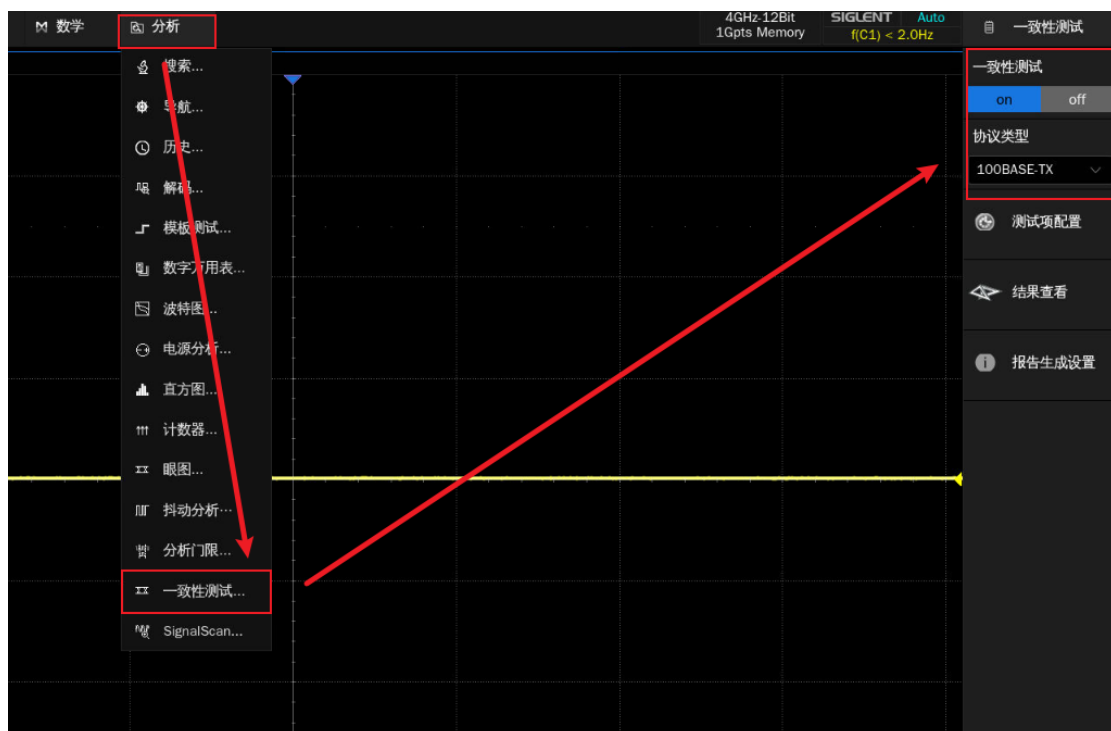 数学
分析
4GHz-12Bit
1Gpts Memory
SIGLENT Auto
f(C1) < 2.0Hz
一致性测试
搜索...
导航...
历史...
解码...
模板测试...
数字万用表...
波特图...
电源分析...
直方图...
计数器...
眼图...
抖动分析...
分析门限...
一致性测试...
SignalScan...
一致性测试
on off
协议类型
100BASE-TX
测试项配置
结果查看
报告生成设置